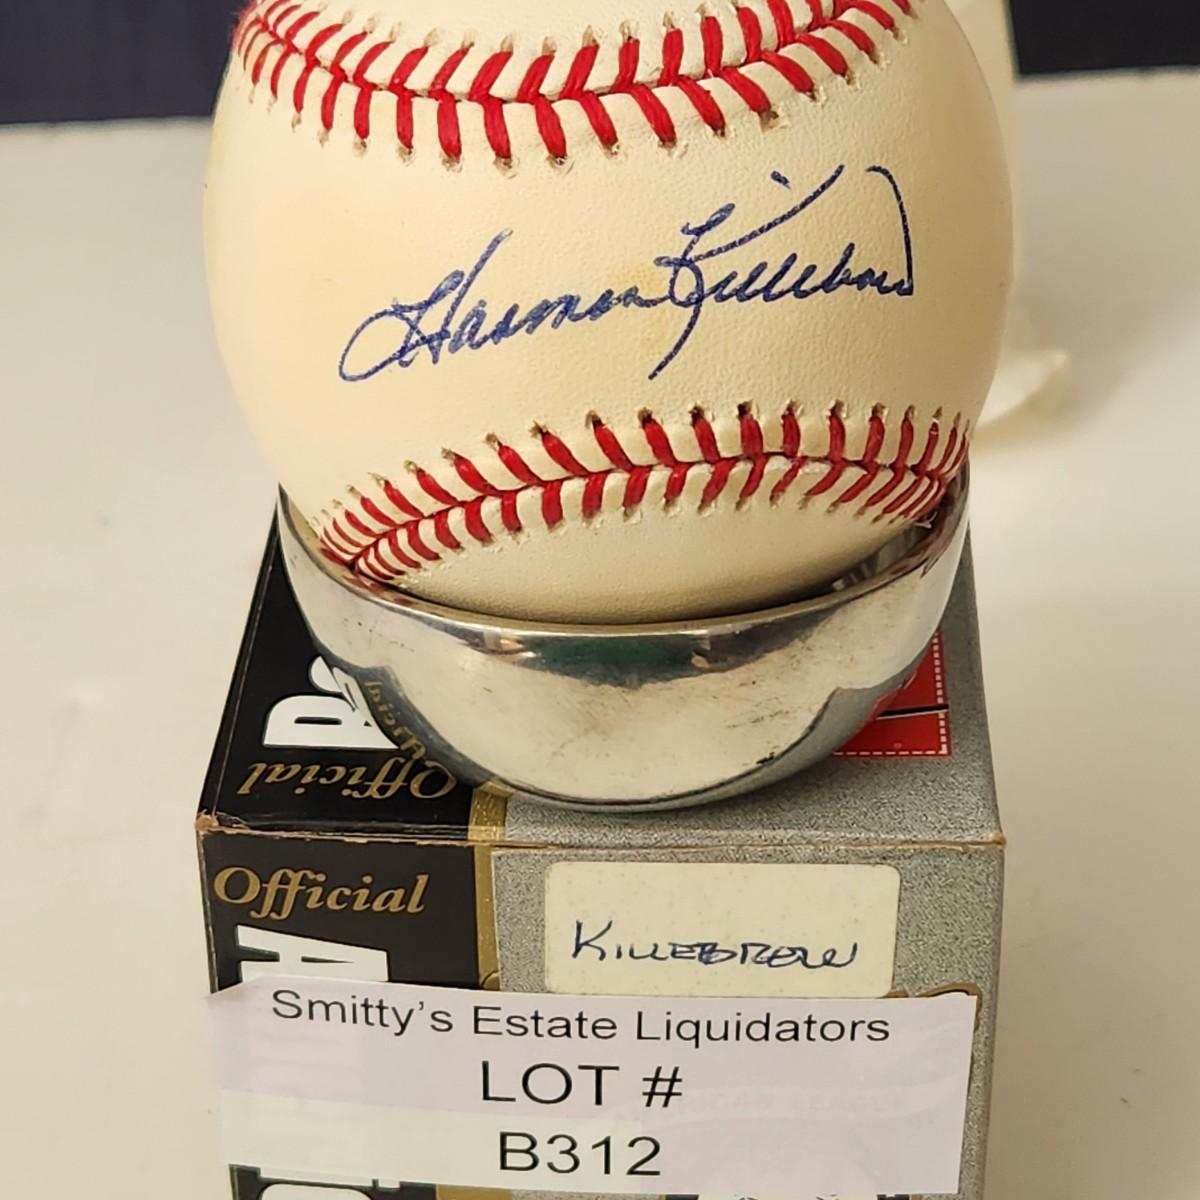 Harmon Killebrew
Official
Official
KILLEBREW
Smitty's Estate Liquidators
LOT #
B312